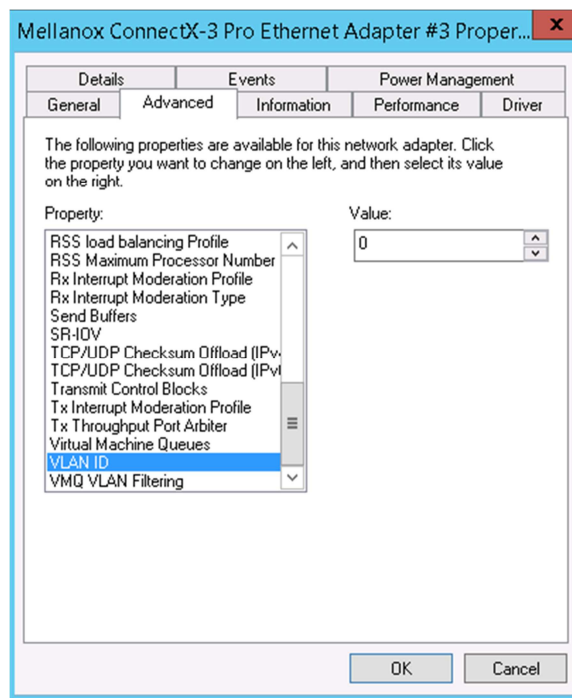 Mellanox ConnectX-3 Pro Ethernet Adapter #3 Proper...
x
Details
Events
Power Management
General
Advanced
Information
Performance
Driver
The following properties are available for this network adapter. Click
the property you want to change on the left, and then select its value
on the right.
Property:
RSS load balancing Profile
RSS Maximum Processor Number
Rx Interrupt Moderation Profile
Rx Interrupt Moderation Type
Send Buffers
SR-IOV
TCP/UDP Checksum Offload (IPv
TCP/UDP Checksum Offload (IPv
Transmit Control Blocks
Tx Interrupt Moderation Profile
Tx Throughput Port Arbiter
Virtual Machine Queues
VLAN ID
VMQ VLAN Filtering
Value:
0
OK
Cancel